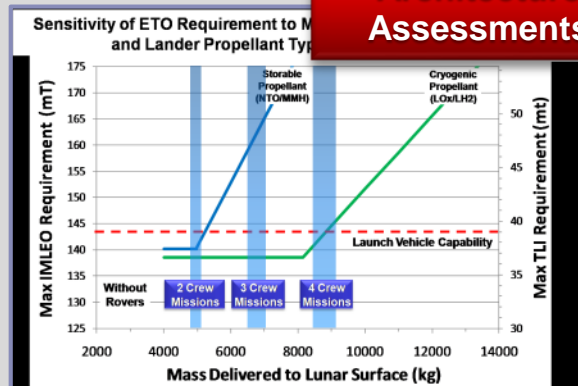 Assessments
Sensitivity of ETO Requirement to
and Lander Propellant
Max IMLEO Requirement (mT)
175
170
165
160
155
150
145
140
135
130
125
Storable
Propellant
(NTO/MMH)
Cryogenic
Propellant
(LOx/LH2)
Launch Vehicle Capability
Without
Rovers
2 Crew
Missions
3 Crew
Missions
4 Crew
Missions
50
45
40
35
30
Max TLI Requirement (mt)
2000 4000 6000 8000 10000 12000 14000
Mass Delivered to Lunar Surface (kg)